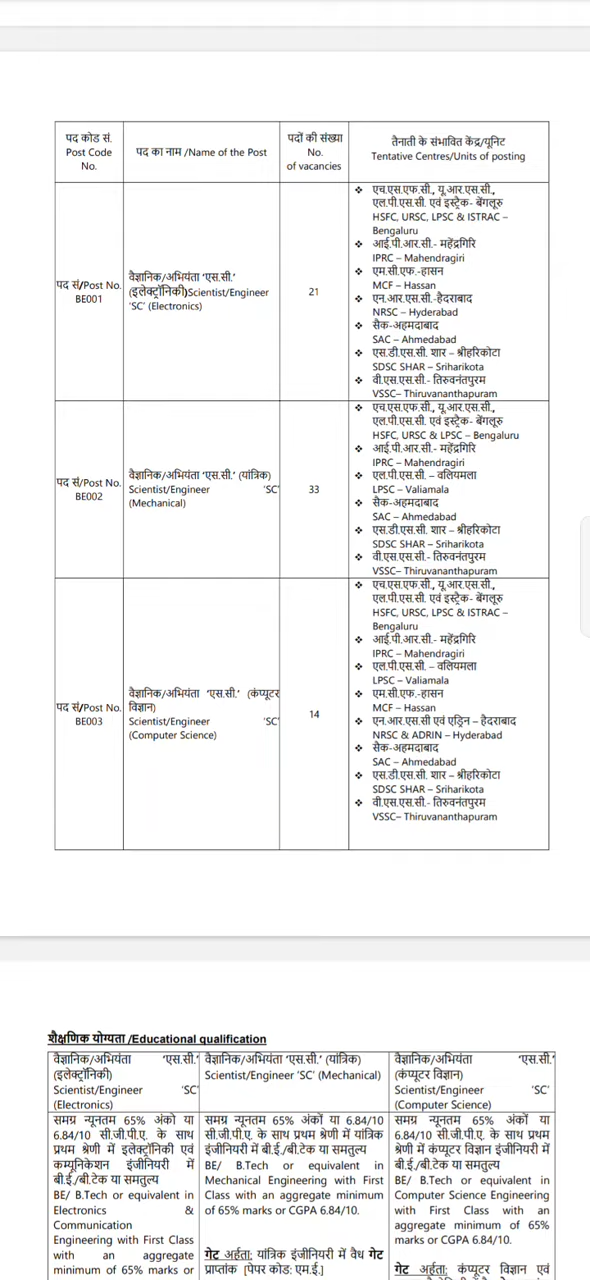 पद कोड सं.
Post Code
No.
पद का नाम /Name of the Post
पदों की संख्या
No.
of vacancies
तैनाती के संभावित केंद्र/यूनिट
Tentative Centres/Units of posting
पद सं/Post No.
BE001
वैज्ञानिक/अभियंता 'एस.सी.'
(इलेक्ट्रॉनिकी)Scientist/Engineer
'SC' (Electronics)
21
❖ एच.एस.एफ.सी., यू.आर.एस.सी.,
एल.पी.एस.सी. एवं इस्ट्रैक- बेंगलूरु
HSFC, URSC, LPSC & ISTRAC –
Bengaluru
❖ आई.पी.आर.सी.- महेंद्रगिरि
IPRC – Mahendragiri
❖ एम.सी.एफ.-हासन
MCF – Hassan
❖ एन.आर.एस.सी.-हैदराबाद
NRSC – Hyderabad
❖ सैक-अहमदाबाद
SAC – Ahmedabad
❖ एस.डी.एस.सी. शार – श्रीहरिकोटा
SDSC SHAR – Sriharikota
❖ वी.एस.एस.सी.- तिरुवनंतपुरम
VSSC– Thiruvananthapuram
पद सं/Post No.
BE002
वैज्ञानिक/अभियंता 'एस.सी.' (यांत्रिक)
Scientist/Engineer 'SC'
(Mechanical)
33
❖ एच.एस.एफ.सी., यू.आर.एस.सी.,
एल.पी.एस.सी. एवं इस्ट्रैक- बेंगलूरु
HSFC, URSC & LPSC – Bengaluru
❖ आई.पी.आर.सी.- महेंद्रगिरि
IPRC – Mahendragiri
❖ एल.पी.एस.सी. – वलियमला
LPSC – Valiamala
❖ सैक-अहमदाबाद
SAC – Ahmedabad
❖ एस.डी.एस.सी. शार – श्रीहरिकोटा
SDSC SHAR – Sriharikota
❖ वी.एस.एस.सी.- तिरुवनंतपुरम
VSSC– Thiruvananthapuram
पद सं/Post No.
BE003
वैज्ञानिक/अभियंता 'एस.सी.' (कंप्यूटर
विज्ञान)
Scientist/Engineer 'SC'
(Computer Science)
14
❖ एच.एस.एफ.सी., यू.आर.एस.सी.,
एल.पी.एस.सी. एवं इस्ट्रैक- बेंगलूरु
HSFC, URSC, LPSC & ISTRAC –
Bengaluru
❖ आई.पी.आर.सी.- महेंद्रगिरि
IPRC – Mahendragiri
❖ एल.पी.एस.सी. – वलियमला
LPSC – Valiamala
❖ एम.सी.एफ.-हासन
MCF – Hassan
❖ एन.आर.एस.सी एवं एड्रिन – हैदराबाद
NRSC & ADRIN – Hyderabad
❖ सैक-अहमदाबाद
SAC – Ahmedabad
❖ एस.डी.एस.सी. शार – श्रीहरिकोटा
SDSC SHAR – Sriharikota
❖ वी.एस.एस.सी.- तिरुवनंतपुरम
VSSC– Thiruvananthapuram
शैक्षणिक योग्यता /Educational qualification
वैज्ञानिक/अभियंता 'एस.सी.'
(इलेक्ट्रॉनिकी)
Scientist/Engineer 'SC'
(Electronics)
वैज्ञानिक/अभियंता 'एस.सी.' (यांत्रिक)
Scientist/Engineer 'SC' (Mechanical)
वैज्ञानिक/अभियंता 'एस.सी.'
(कंप्यूटर विज्ञान)
Scientist/Engineer 'SC'
(Computer Science)
समग्र न्यूनतम 65% अंको या
6.84/10 सी.जी.पी.ए. के साथ
प्रथम श्रेणी में इलेक्ट्रॉनिकी एवं
कम्युनिकेशन इंजीनियरी में
बी.ई./बी.टेक या समतुल्य
BE/ B.Tech or equivalent in
Electronics &
Communication
Engineering with First Class
with an aggregate
minimum of 65% marks or
समग्र न्यूनतम 65% अंकों या 6.84/10
सी.जी.पी.ए. के साथ प्रथम श्रेणी में यांत्रिक
इंजीनियरी में बी.ई./बी.टेक या समतुल्य
BE/ B.Tech or equivalent in
Mechanical Engineering with First
Class with an aggregate minimum
of 65% marks or CGPA 6.84/10.
गेट अर्हता: यांत्रिक इंजीनियरी में वैध गेट
प्राप्तांक [पेपर कोड: एम.ई.]
समग्र न्यूनतम 65% अंकों या
6.84/10 सी.जी.पी.ए. के साथ प्रथम
श्रेणी में कंप्यूटर विज्ञान इंजीनियरी में
बी.ई./बी.टेक या समतुल्य
BE/ B.Tech or equivalent in
Computer Science Engineering
with First Class with an
aggregate minimum of 65%
marks or CGPA 6.84/10.
गेट अर्हता: कंप्यूटर विज्ञान एवं